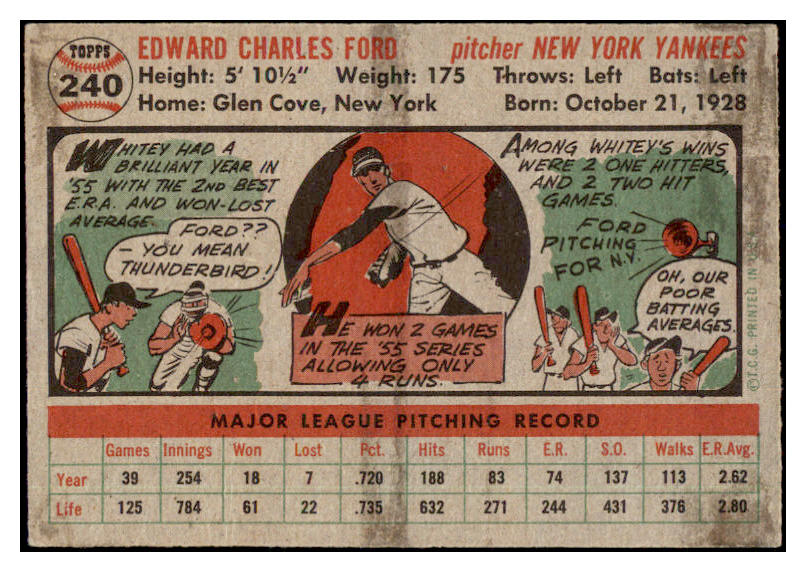 TOPPS
240
EDWARD CHARLES FORD pitcher NEW YORK YANKEES
Height: 5' 10½" Weight: 175 Throws: Left Bats: Left
Home: Glen Cove, New York Born: October 21, 1928
WHITEY HAD A
BRILLIANT YEAR IN
'55 WITH THE 2ND BEST
E.R.A. AND WON-LOST
AVERAGE.
FORD??
- YOU MEAN
THUNDERBIRD!
HE WON 2 GAMES
IN THE '55 SERIES
ALLOWING ONLY
4 RUNS.
AMONG WHITEY'S WINS
WERE 2 ONE HITTERS,
AND 2 TWO HIT
GAMES.
FORD
PITCHING
FOR N.Y.
OH, OUR
POOR
BATTING
AVERAGES.
©T.C.G. PRINTED IN U.S.A.
MAJOR LEAGUE PITCHING RECORD
Games Innings Won Lost Pct. Hits Runs E.R. S.O. Walks E.R.Avg.
Year 39 254 18 7 .720 188 83 74 137 113 2.62
Life 125 784 61 22 .735 632 271 244 431 376 2.80